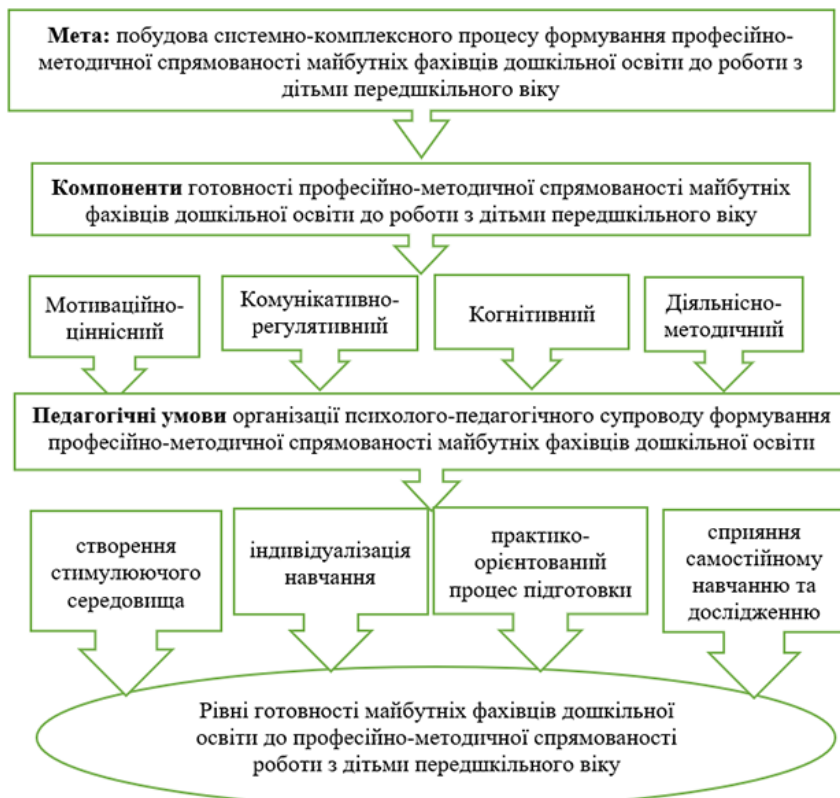 Мета: побудова системно-комплексного процесу формування професійно-
методичної спрямованості майбутніх фахівців дошкільної освіти до роботи з
дітьми передшкільного віку
Компоненти готовності професійно-методичної спрямованості майбутніх
фахівців дошкільної освіти до роботи з дітьми передшкільного віку
Мотиваційно-
ціннісний
Комунікативно-
регулятивний
Когнітивний
Діяльнісно-
методичний
Педагогічні умови організації психолого-педагогічного супроводу формування
професійно-методичної спрямованості майбутніх фахівців дошкільної освіти
створення
стимулюючого
середовища
індивідуалізація
навчання
практико-
орієнтований
процес підготовки
сприяння
самостійному
навчанню та
дослідженню
Рівні готовності майбутніх фахівців дошкільної
освіти до професійно-методичної спрямованості
роботи з дітьми передшкільного віку